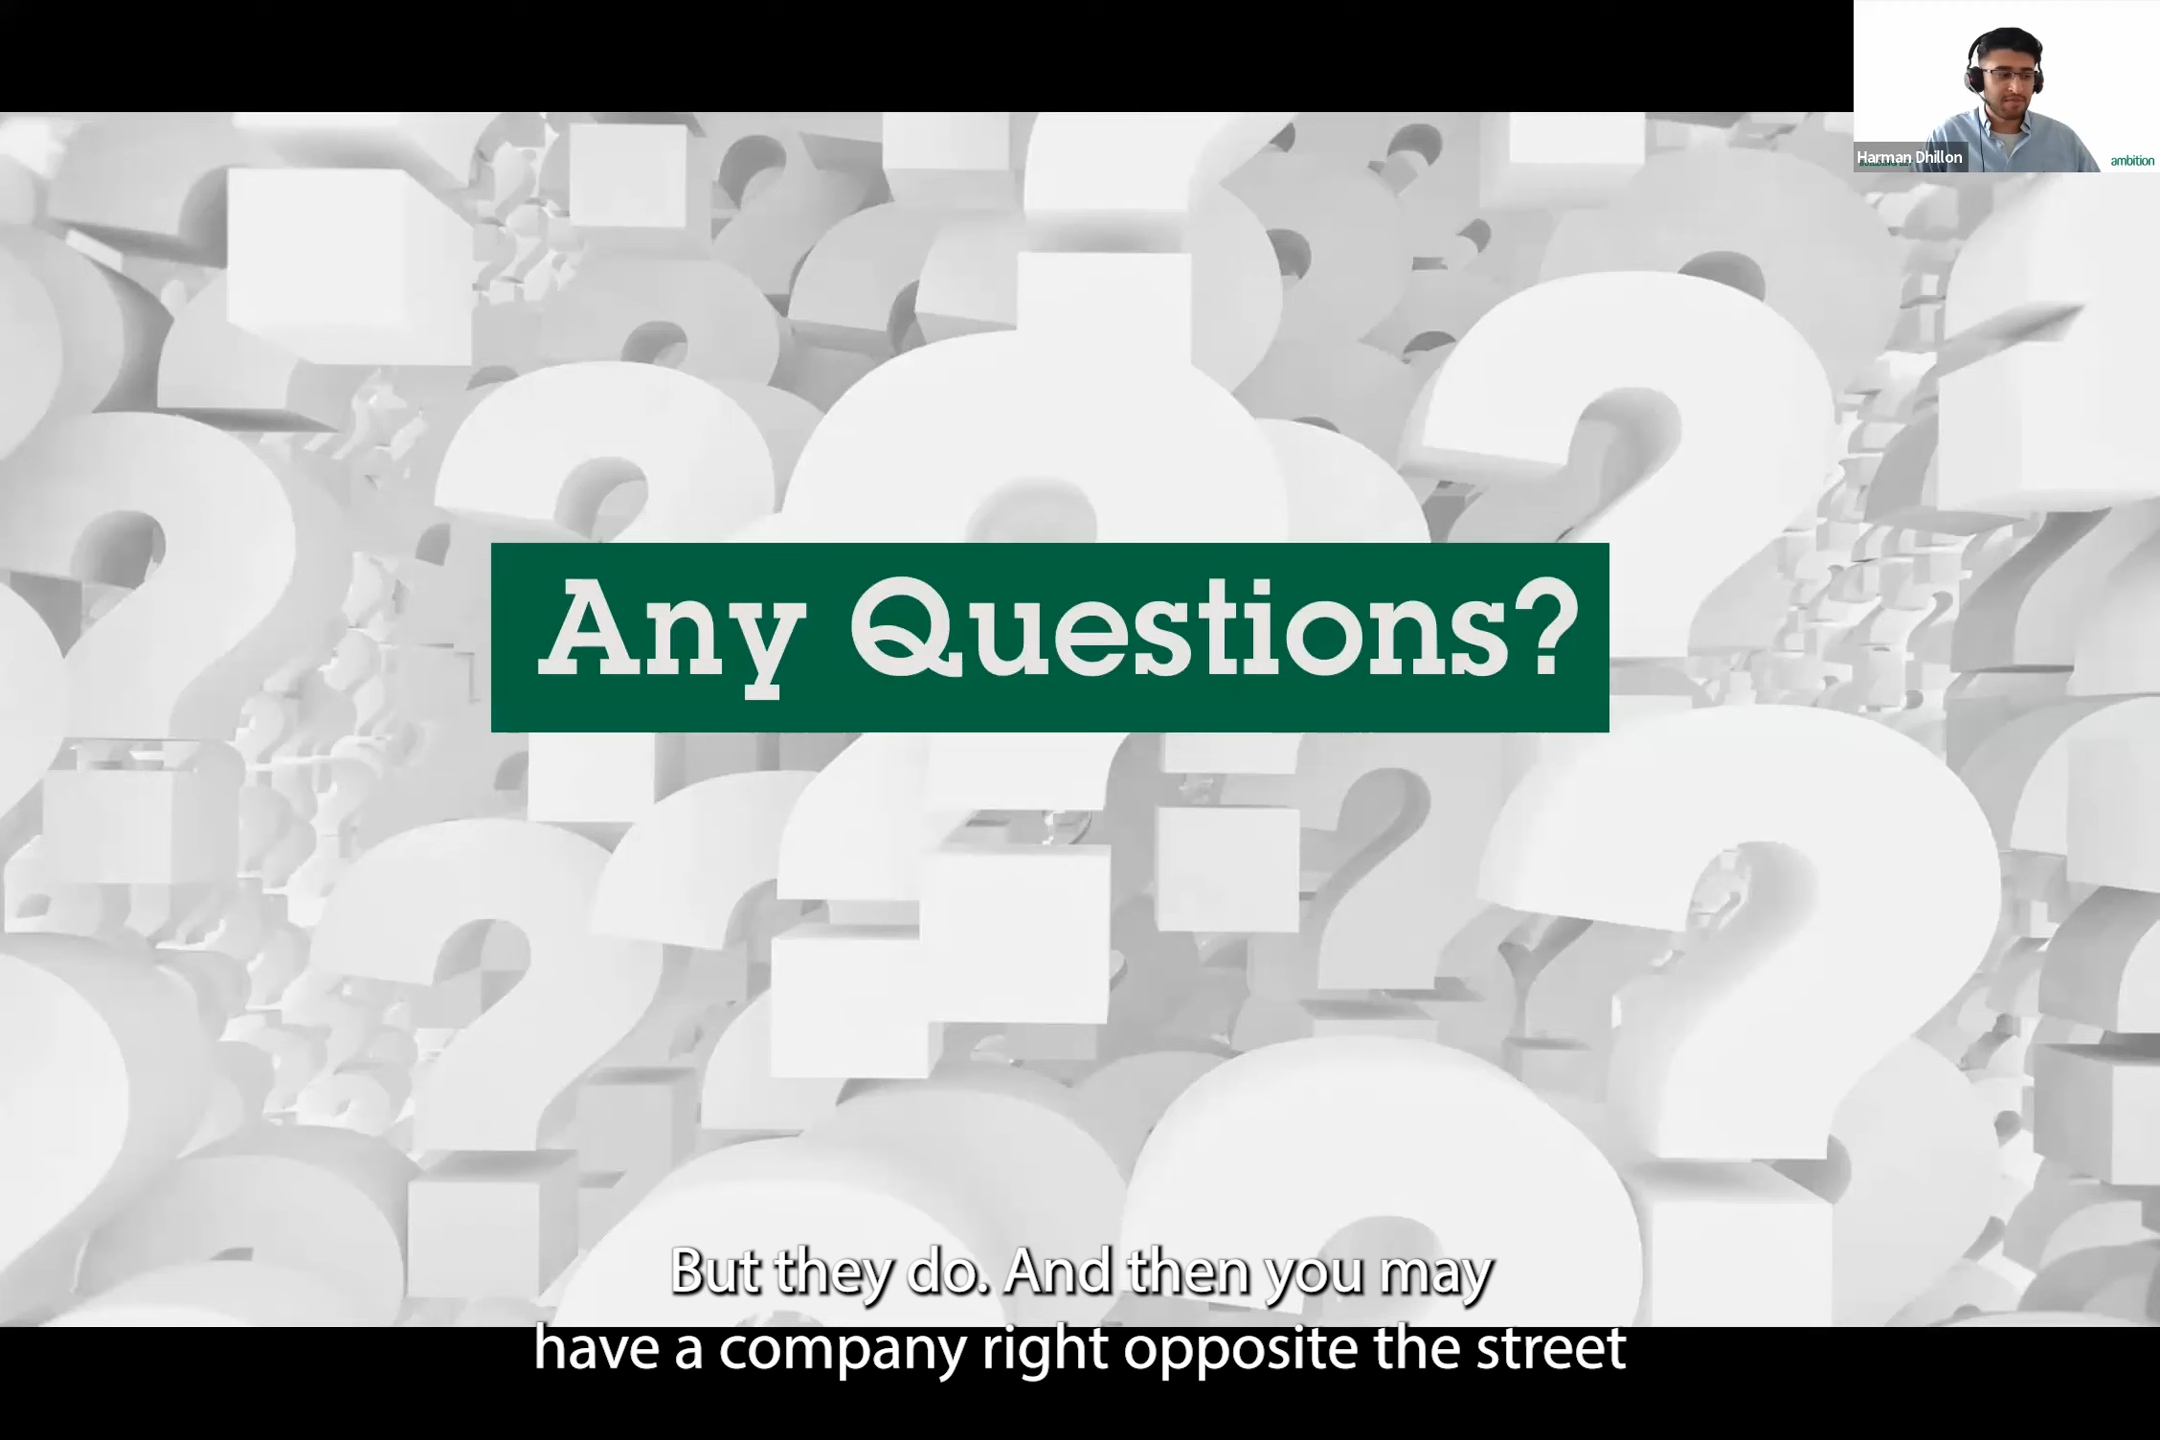 Harman Dhillon
ambition
Any Questions?
But they do. And then you may
have a company right opposite the street